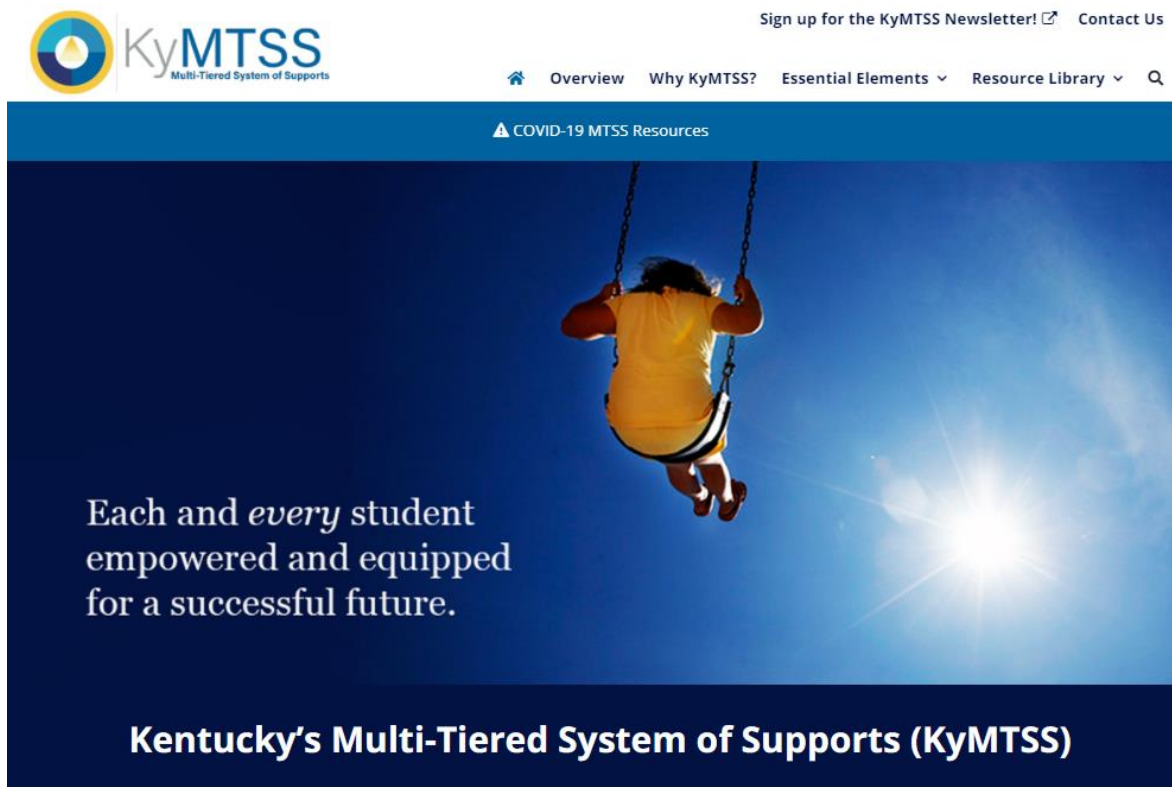 Sign up for the KyMTSS Newsletter! Contact Us
KyMTSS
Multi-Tiered System of Supports
Overview Why KyMTSS? Essential Elements Resource Library
COVID-19 MTSS Resources
Each and every student
empowered and equipped
for a successful future.
Kentucky’s Multi-Tiered System of Supports (KyMTSS)